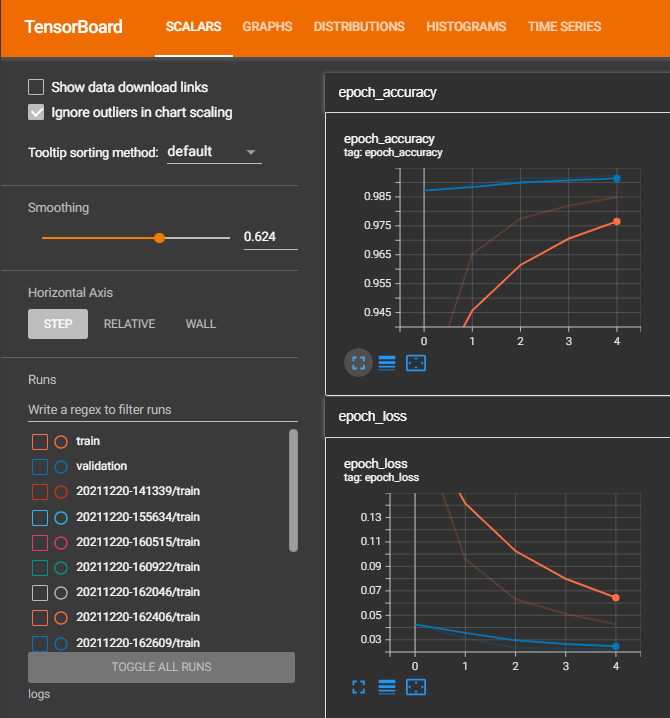 TensorBoard SCALARS GRAPHS DISTRIBUTIONS HISTOGRAMS TIME SERIES
Show data download links
Ignore outliers in chart scaling
Tooltip sorting method: default
Smoothing
0.624
Horizontal Axis
STEP RELATIVE WALL
Runs
Write a regex to filter runs
train
validation
20211220-141339/train
20211220-155634/train
20211220-160515/train
20211220-160922/train
20211220-162046/train
20211220-162406/train
20211220-162609/train
TOGGLE ALL RUNS
logs
epoch_accuracy
epoch_accuracy
tag: epoch_accuracy
0.985
0.975
0.965
0.955
0.945
0 1 2 3 4
epoch_loss
epoch_loss
tag: epoch_loss
0.13
0.11
0.09
0.07
0.05
0.03
0 1 2 3 4